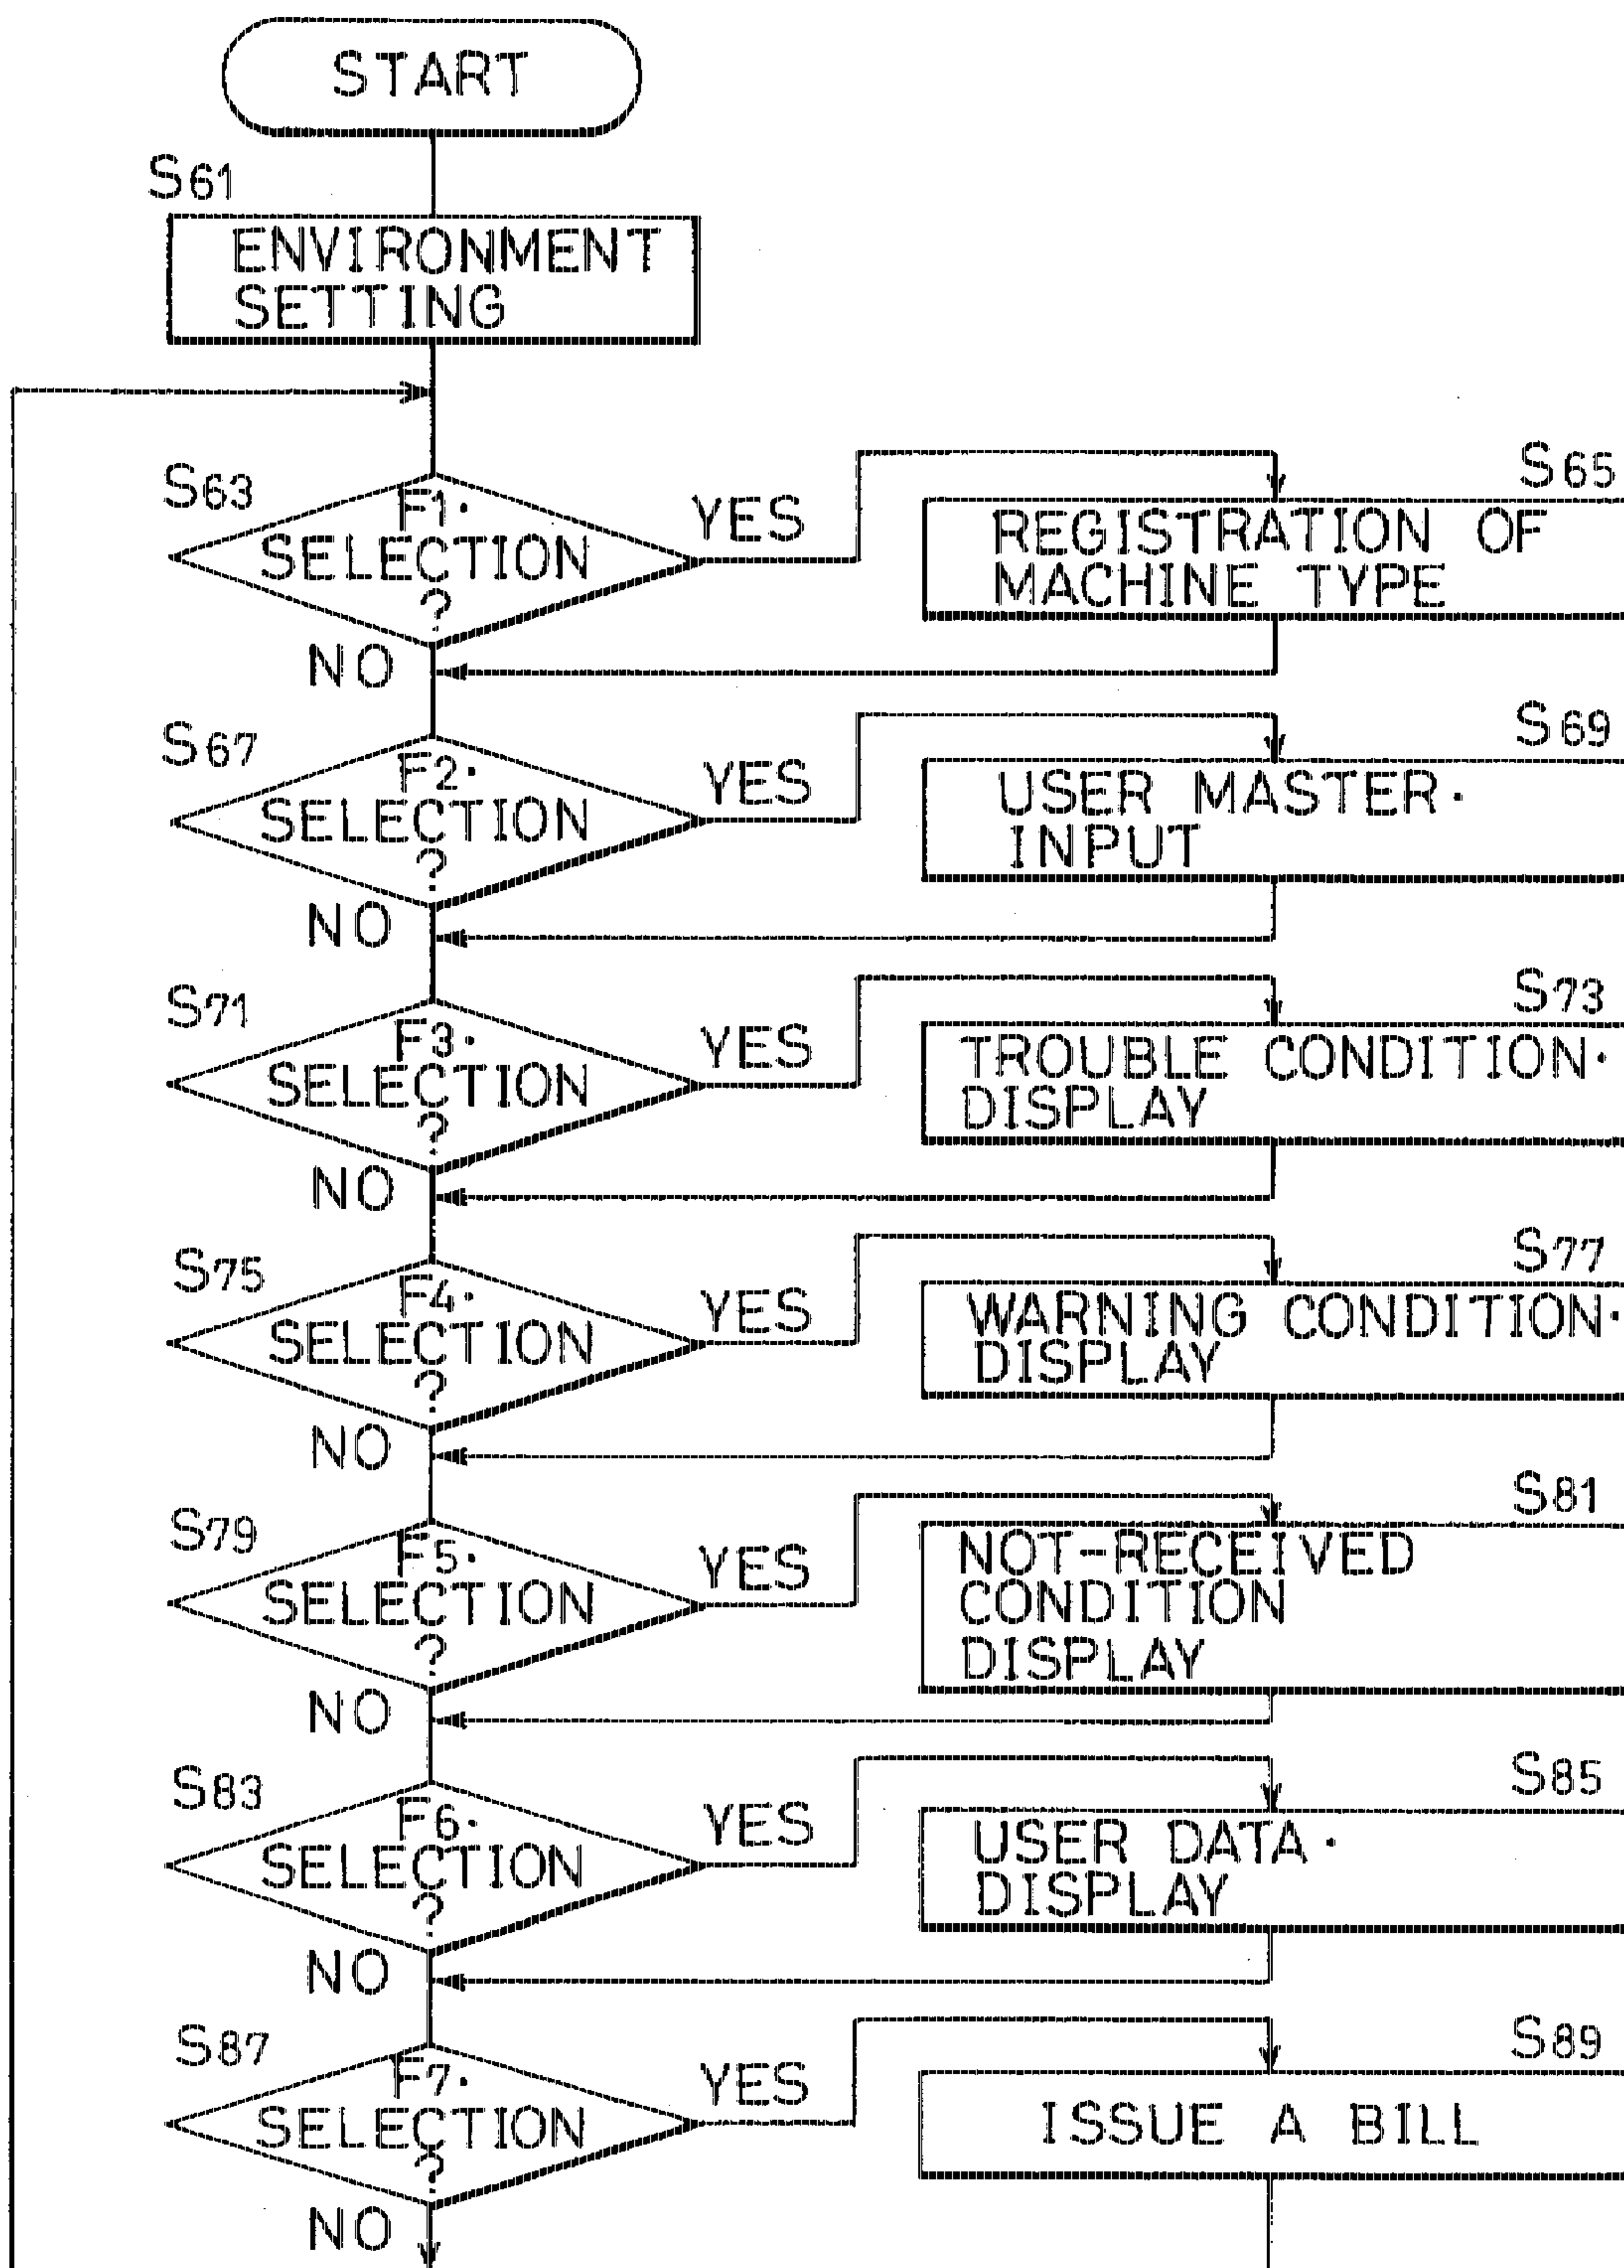 START
S61
ENVIRONMENT
SETTING
S63
F1·
SELECTION
?
YES
NO
S65
REGISTRATION OF
MACHINE TYPE
S67
F2·
SELECTION
?
YES
NO
S69
USER MASTER·
INPUT
S71
F3·
SELECTION
?
YES
NO
S73
TROUBLE CONDITION·
DISPLAY
S75
F4·
SELECTION
?
YES
NO
S77
WARNING CONDITION·
DISPLAY
S79
F5·
SELECTION
?
YES
NO
S81
NOT-RECEIVED
CONDITION
DISPLAY
S83
F6·
SELECTION
?
YES
NO
S85
USER DATA·
DISPLAY
S87
F7·
SELECTION
?
YES
NO
S89
ISSUE A BILL